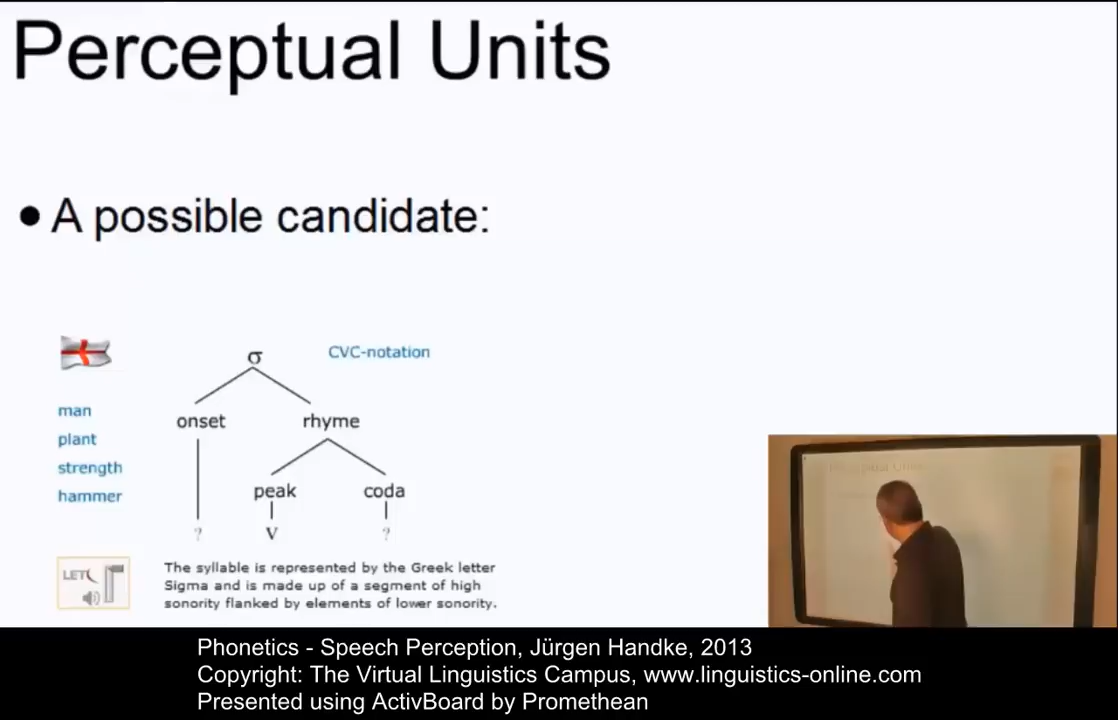 Perceptual Units
• A possible candidate:
σ
CVC-notation
man
onset
rhyme
plant
strength
hammer
peak
coda
?
V
?
LET
The syllable is represented by the Greek letter
Sigma and is made up of a segment of high
sonority flanked by elements of lower sonority.
Phonetics - Speech Perception, Jürgen Handke, 2013
Copyright: The Virtual Linguistics Campus, www.linguistics-online.com
Presented using ActivBoard by Promethean